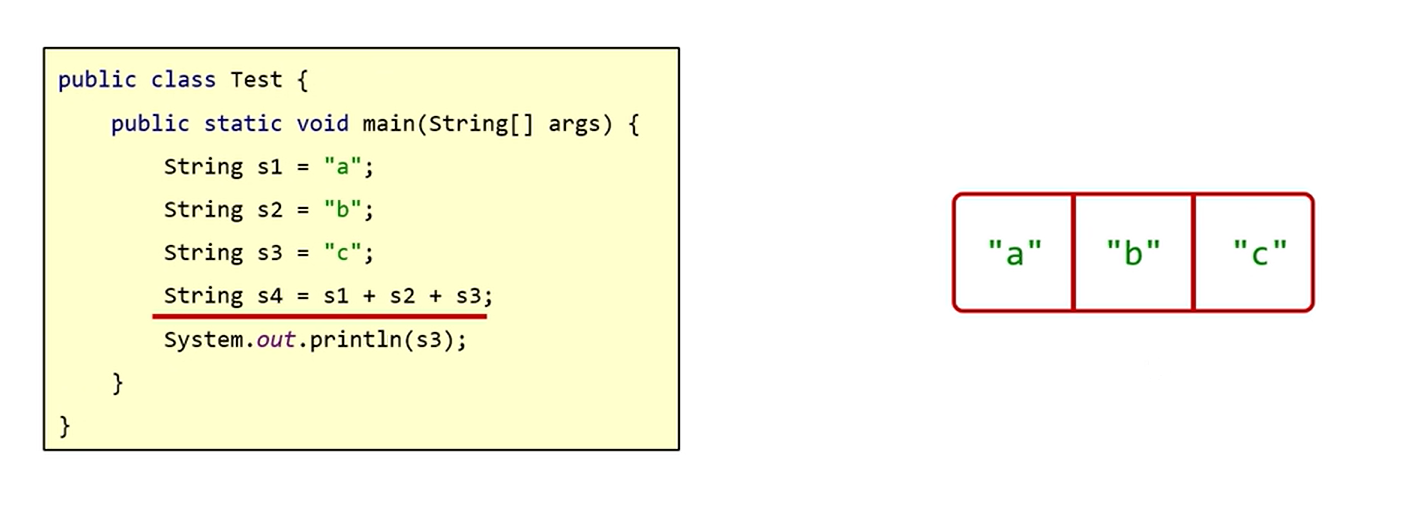 public class Test {
public static void main(String[] args) {
String s1 = "a";
String s2 = "b";
String s3 = "c";
String s4 = s1 + s2 + s3;
System.out.println(s3);
}
}
"a" "b" "c"